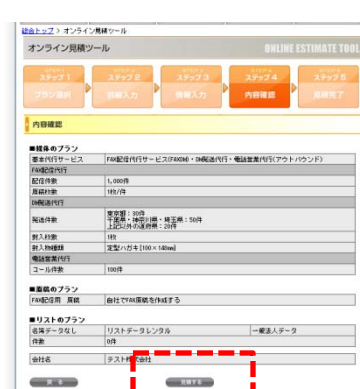 総合トップ > オンライン見積ツール
オンライン見積ツール ONLINE ESTIMATE TOOL
ステップ 1 ステップ 2 ステップ 3 ステップ 4 ステップ 5
プラン選択 詳細入力 情報入力 内容確認 見積完了
内容確認
■媒体のプラン
基本代行サービス FAX配信代行サービス(FAXDM)・DM発送代行・電話営業代行(アウトバウンド)
FAX配信代行
配信件数 1,000件
原稿枚数 1枚/件
DM発送代行
発送件数 東京都：30件
千葉県・神奈川県・埼玉県：50件
上記以外の道府県：20件
封入枚数 1枚
封入物種類 定型ハガキ[100×148mm]
電話営業代行
コール件数 100件
■原稿のプラン
FAX配信用 原稿 自社でFAX原稿を作成する
■リストのプラン
名簿データなし リストデータレンタル 一般法人データ
件数 0件
会社名 テスト株式会社
戻 る 見積する